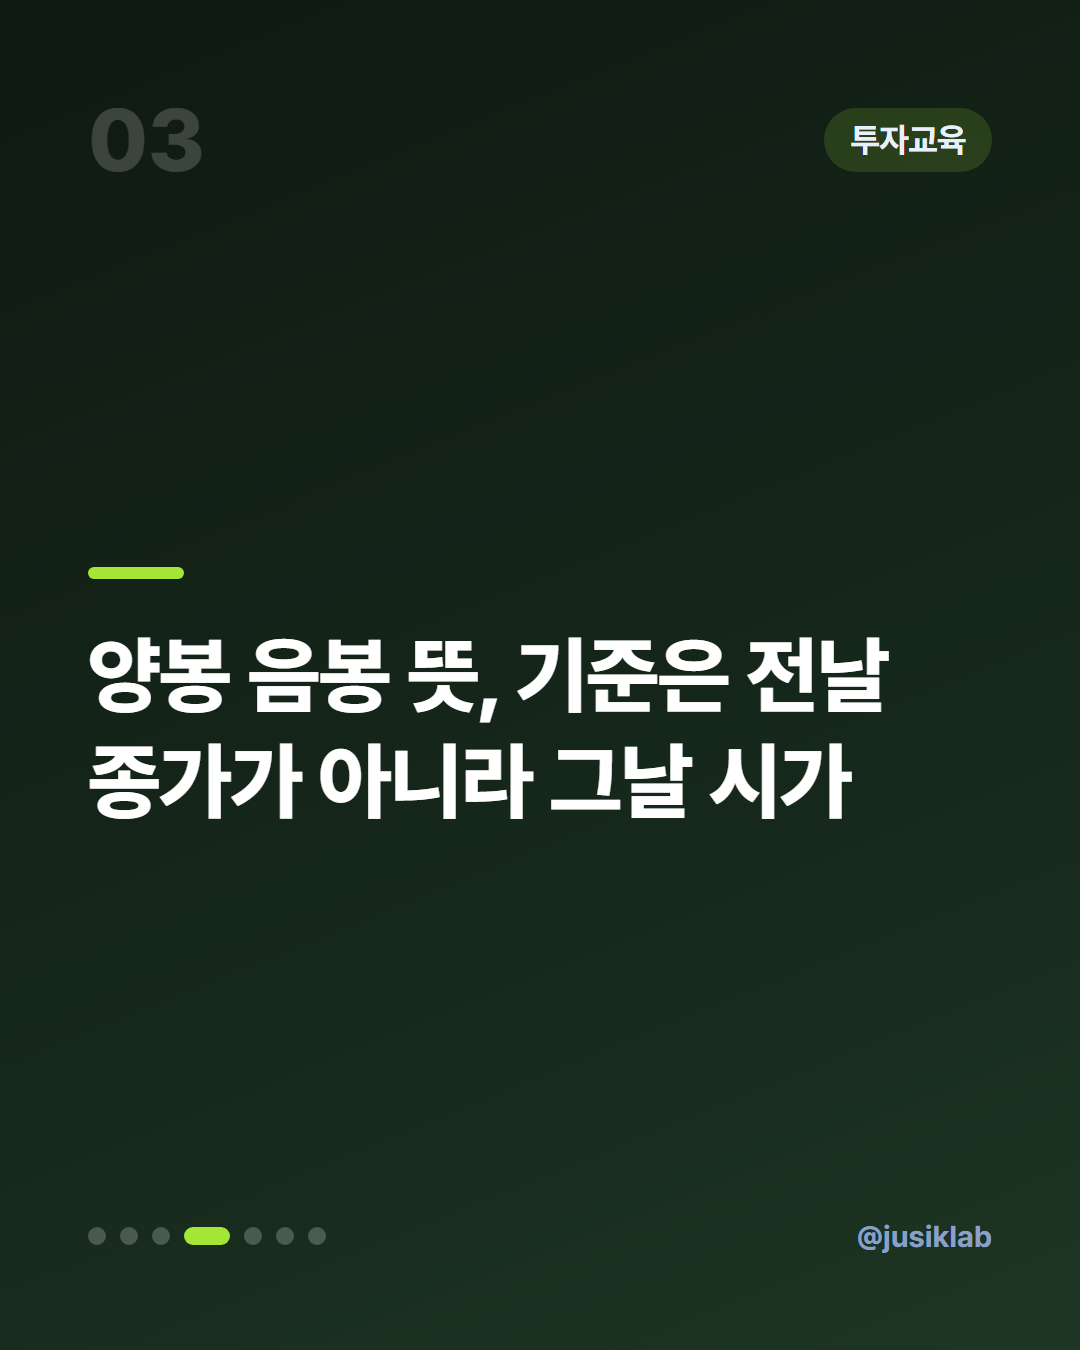 03
투자교육
양봉 음봉 뜻, 기준은 전날
종가가 아니라 그날 시가
@jusiklab